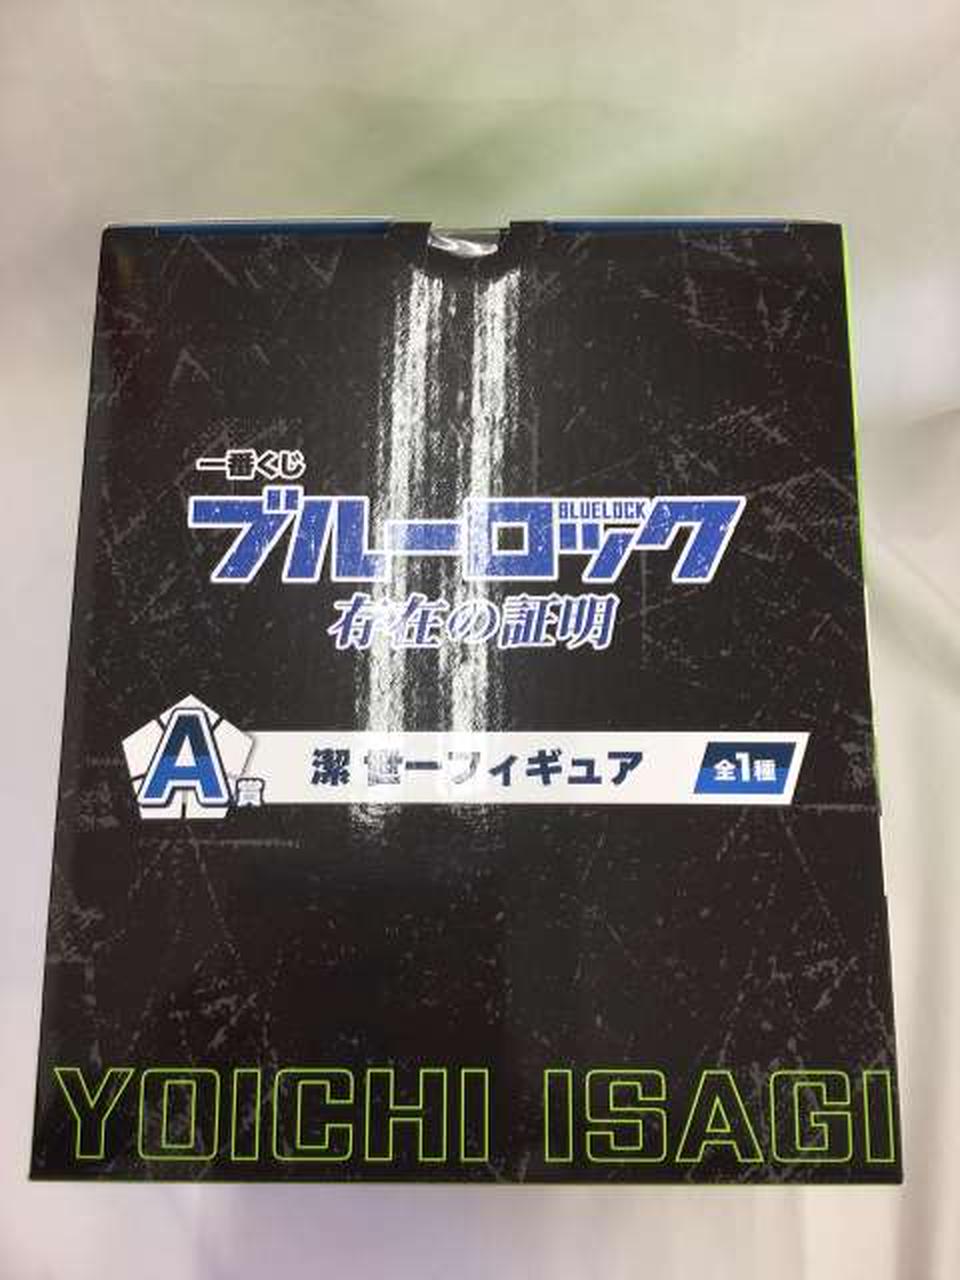 一番くじ
ブルーロック
BLUELOCK
存在の証明
A賞
潔 世一フィギュア
全1種
YOICHI ISAGI